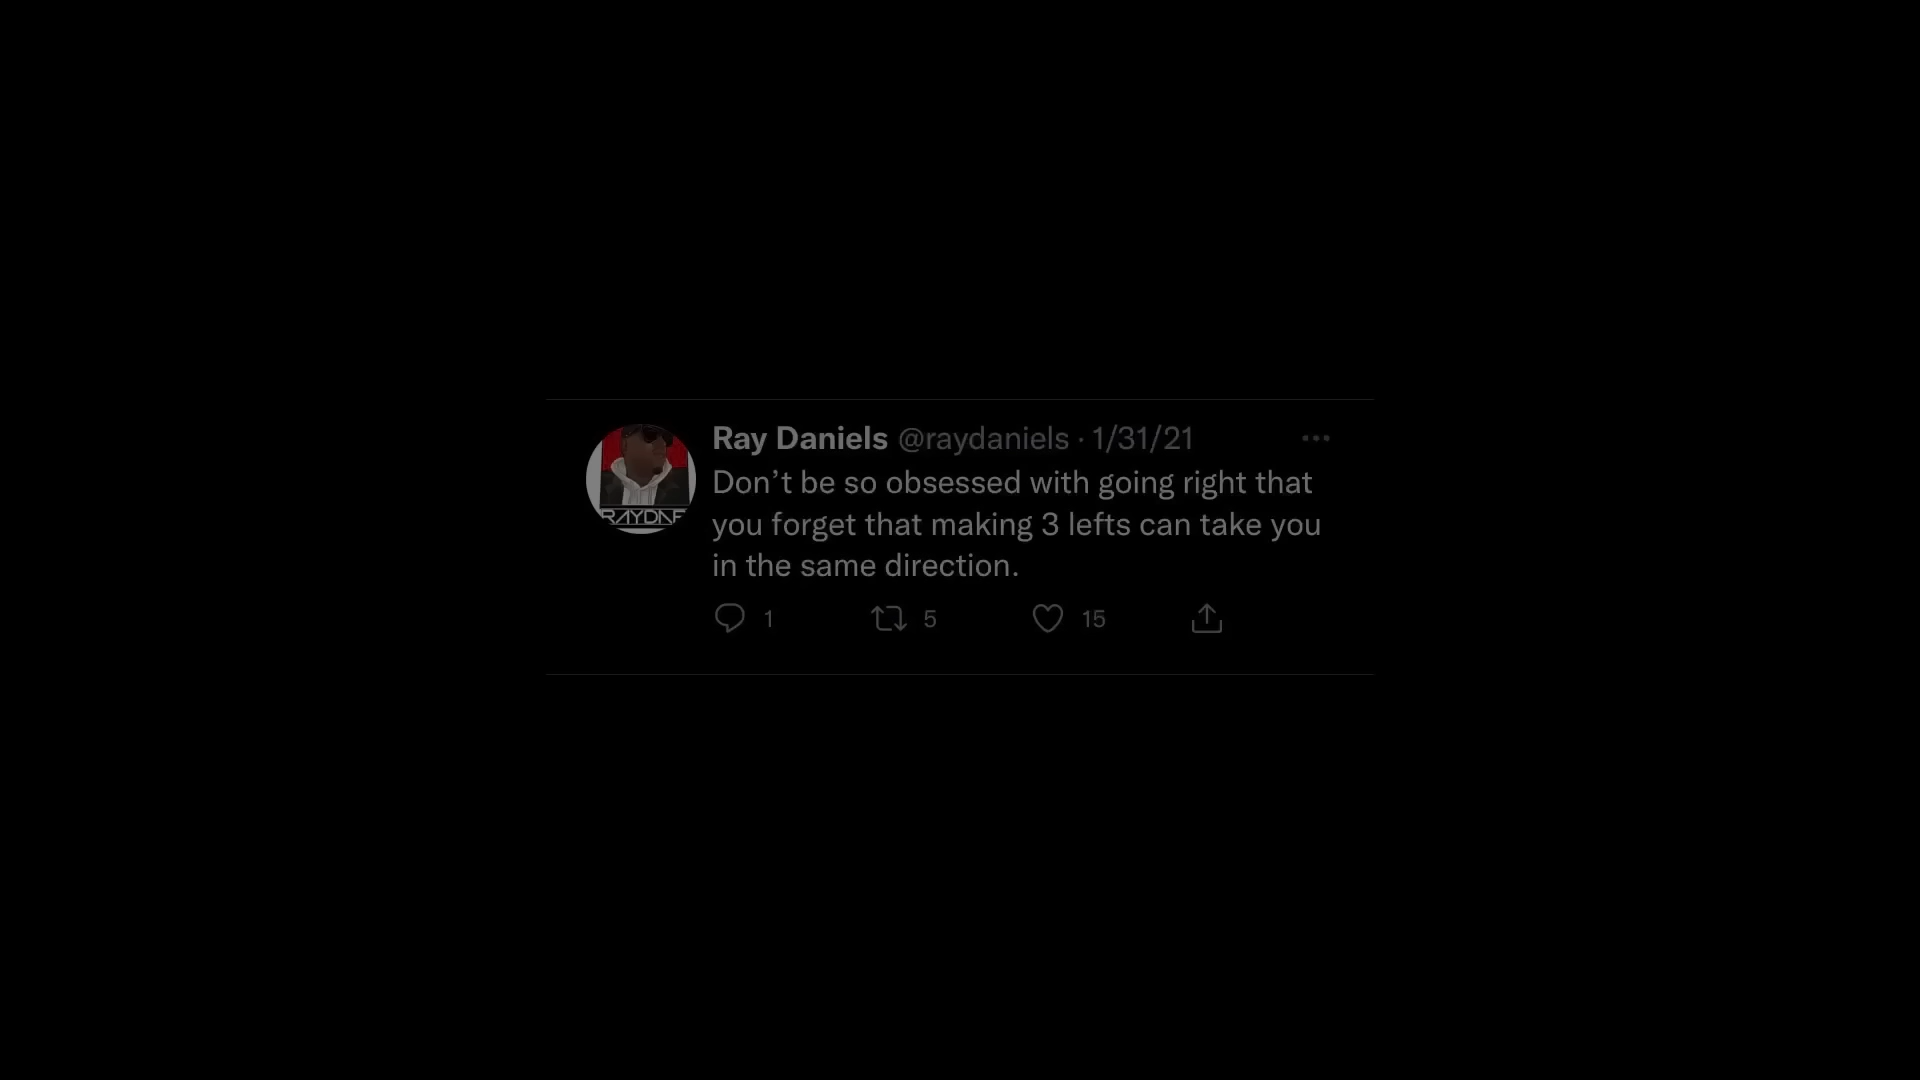 Ray Daniels @raydaniels · 1/31/21
Don’t be so obsessed with going right that
you forget that making 3 lefts can take you
in the same direction.
1 5 15